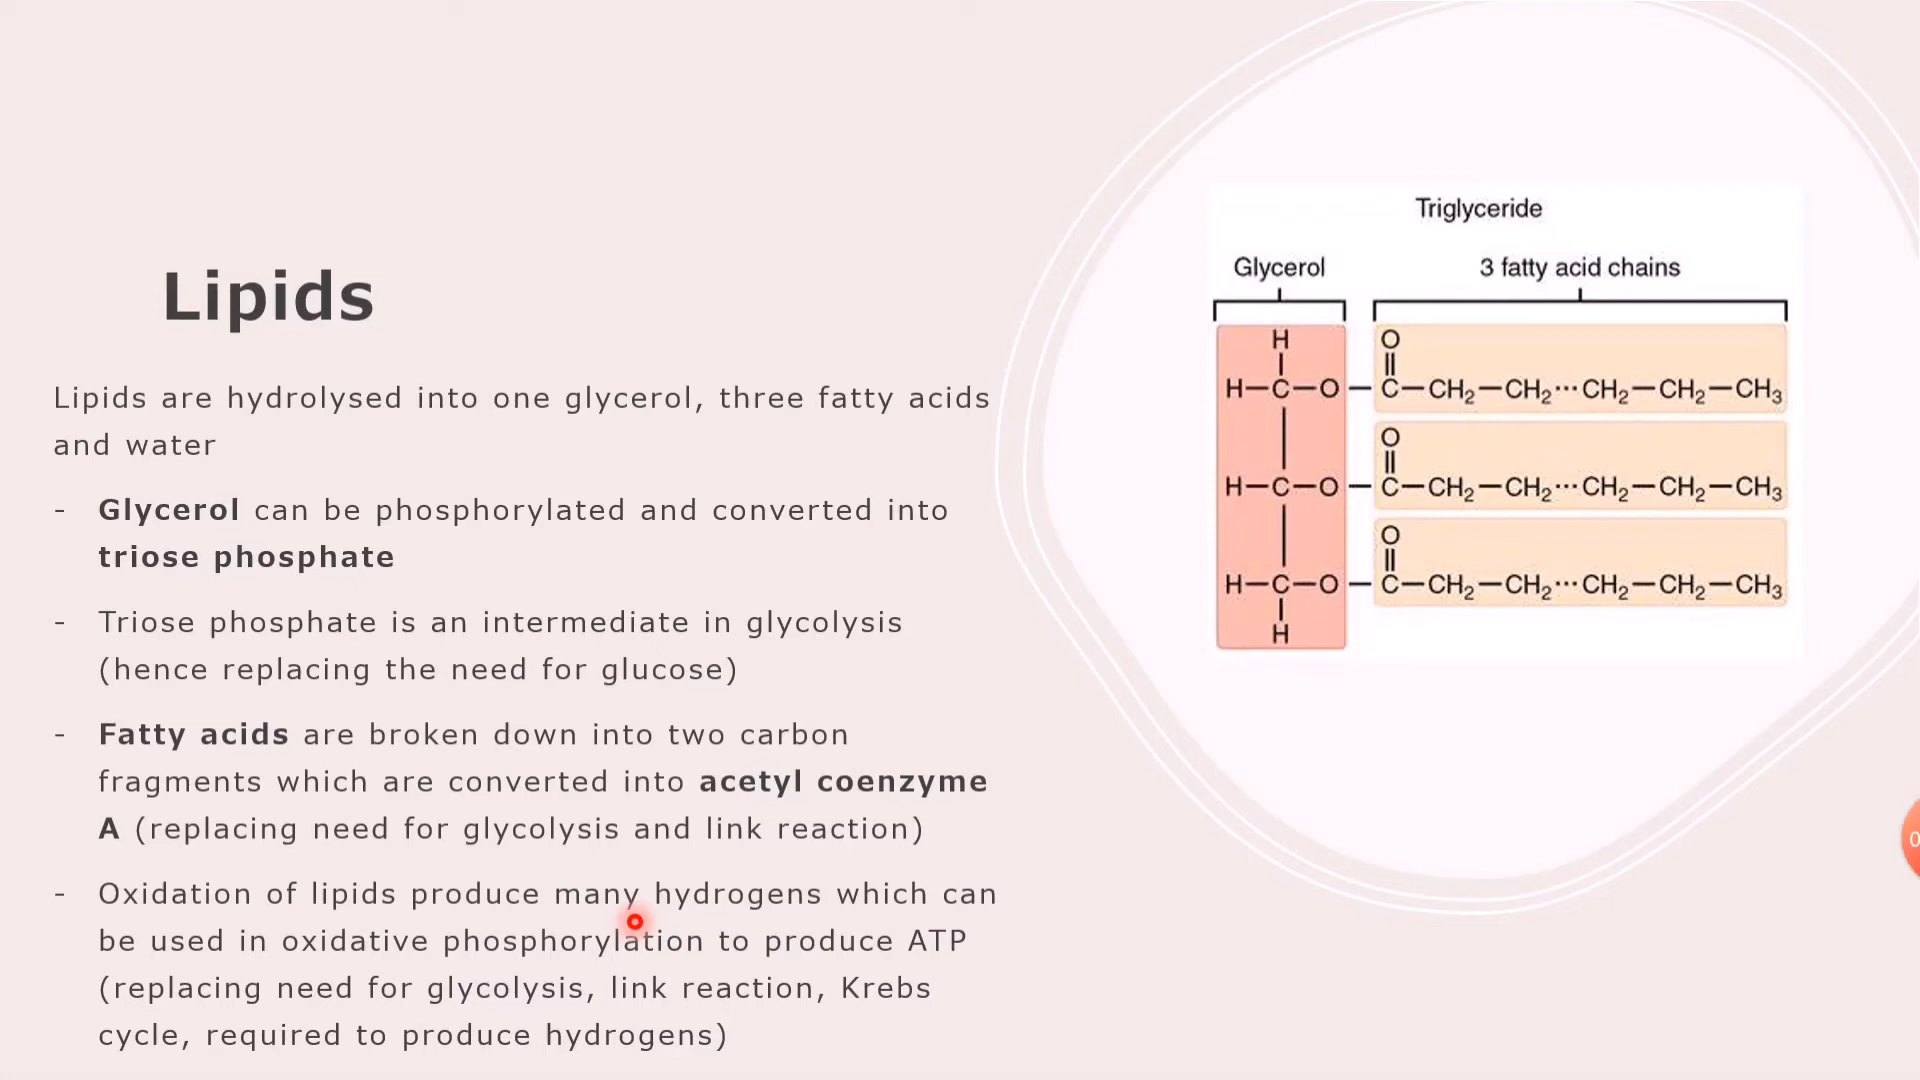 Lipids
Lipids are hydrolysed into one glycerol, three fatty acids
and water
- Glycerol can be phosphorylated and converted into
triose phosphate
- Triose phosphate is an intermediate in glycolysis
(hence replacing the need for glucose)
- Fatty acids are broken down into two carbon
fragments which are converted into acetyl coenzyme
A (replacing need for glycolysis and link reaction)
- Oxidation of lipids produce many hydrogens which can
be used in oxidative phosphorylation to produce ATP
(replacing need for glycolysis, link reaction, Krebs
cycle, required to produce hydrogens)
Triglyceride
Glycerol 3 fatty acid chains
H O
H—C—O—C—CH₂—CH₂···CH₂—CH₂—CH₃
O
H—C—O—C—CH₂—CH₂···CH₂—CH₂—CH₃
O
H—C—O—C—CH₂—CH₂···CH₂—CH₂—CH₃
H
0